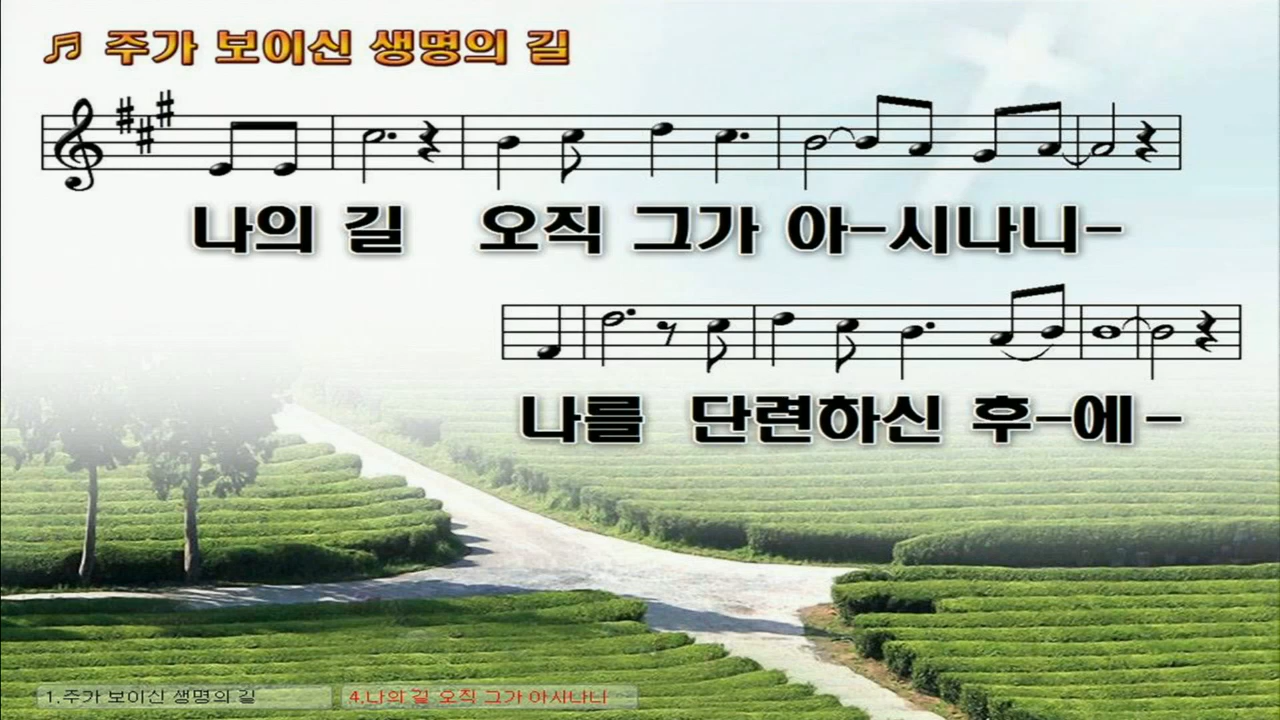 주가 보이신 생명의 길
나의 길 오직 그가 아-시나니-
나를 단련하신 후-에-
1.주가 보이신 생명의 길 4.나의 길 오직 그가 아시나니